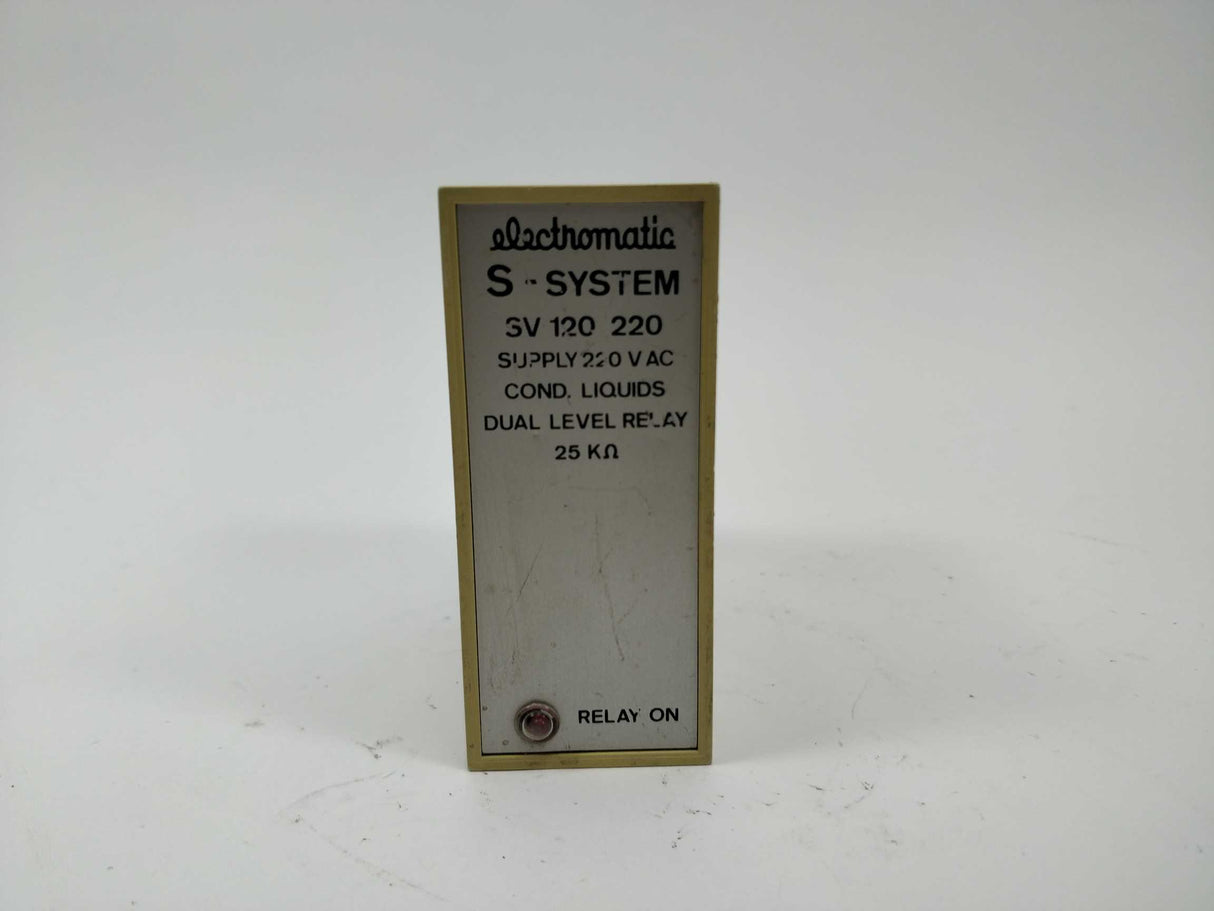 electromatic
S - SYSTEM
SV 120 220
SUPPLY 220 V AC
COND. LIQUIDS
DUAL LEVEL RELAY
25 KΩ
RELAY ON